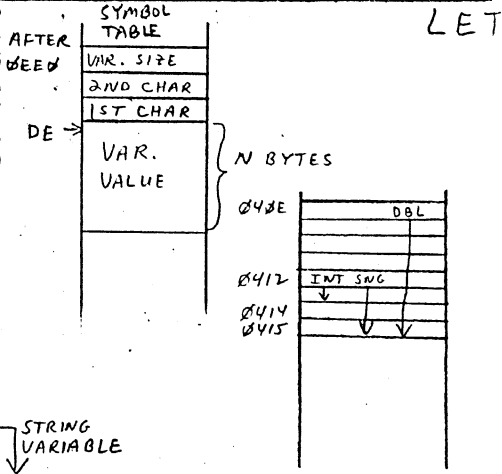 LET
SYMBOL
TABLE
AFTER
ØEEØ
VAR. SIZE
2ND CHAR
1ST CHAR
DE
VAR.
VALUE
N BYTES
Ø4ØE
DBL
Ø412
INT SNG
Ø414
Ø415
STRING
VARIABLE